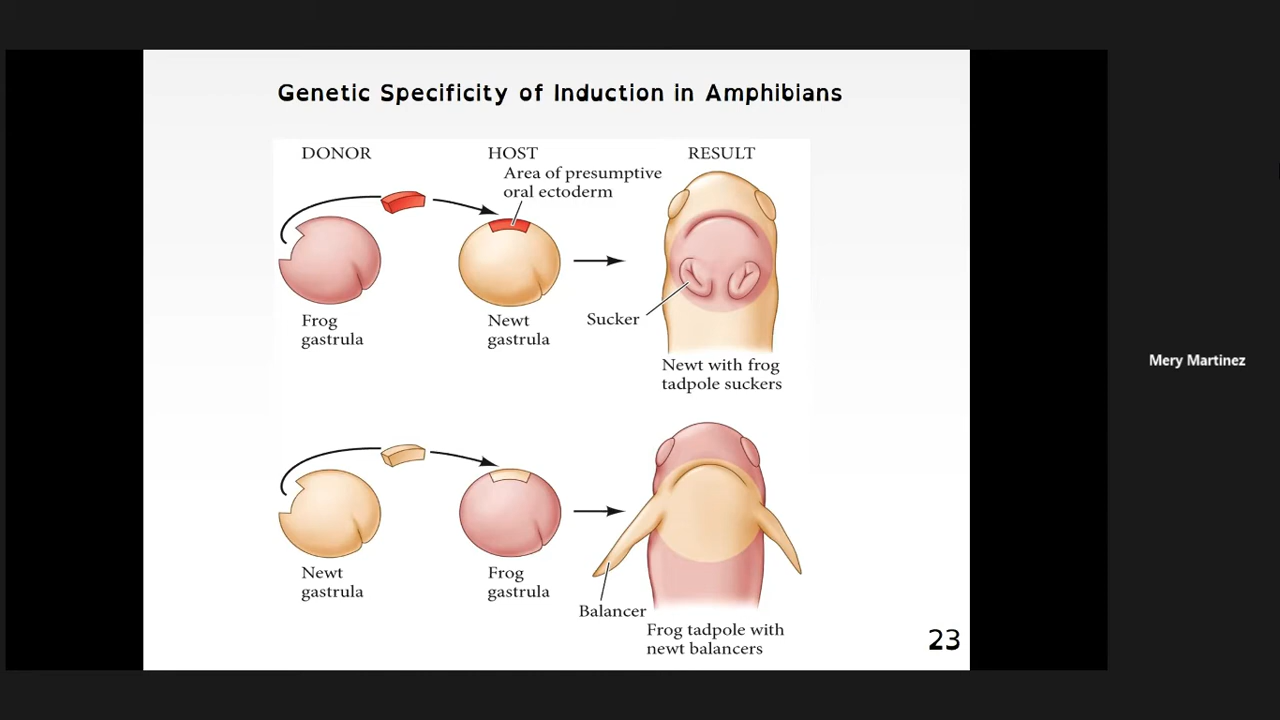 Genetic Specificity of Induction in Amphibians
DONOR
HOST
RESULT
Area of presumptive
oral ectoderm
Frog
gastrula
Newt
gastrula
Sucker
Newt with frog
tadpole suckers
Mery Martinez
Newt
gastrula
Frog
gastrula
Balancer
Frog tadpole with
newt balancers
23